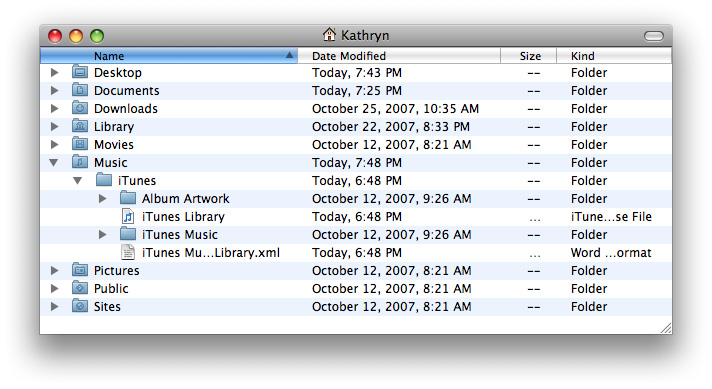 Kathryn
Name Date Modified Size Kind
Desktop Today, 7:43 PM -- Folder
Documents Today, 7:25 PM -- Folder
Downloads October 25, 2007, 10:35 AM -- Folder
Library October 22, 2007, 8:33 PM -- Folder
Movies October 12, 2007, 8:21 AM -- Folder
Music Today, 7:48 PM -- Folder
iTunes Today, 6:48 PM -- Folder
Album Artwork October 12, 2007, 9:26 AM -- Folder
iTunes Library Today, 6:48 PM ... iTune...se File
iTunes Music October 12, 2007, 9:26 AM -- Folder
iTunes Mu...Library.xml Today, 6:48 PM ... Word ...ormat
Pictures October 12, 2007, 8:21 AM -- Folder
Public October 12, 2007, 8:21 AM -- Folder
Sites October 12, 2007, 8:21 AM -- Folder